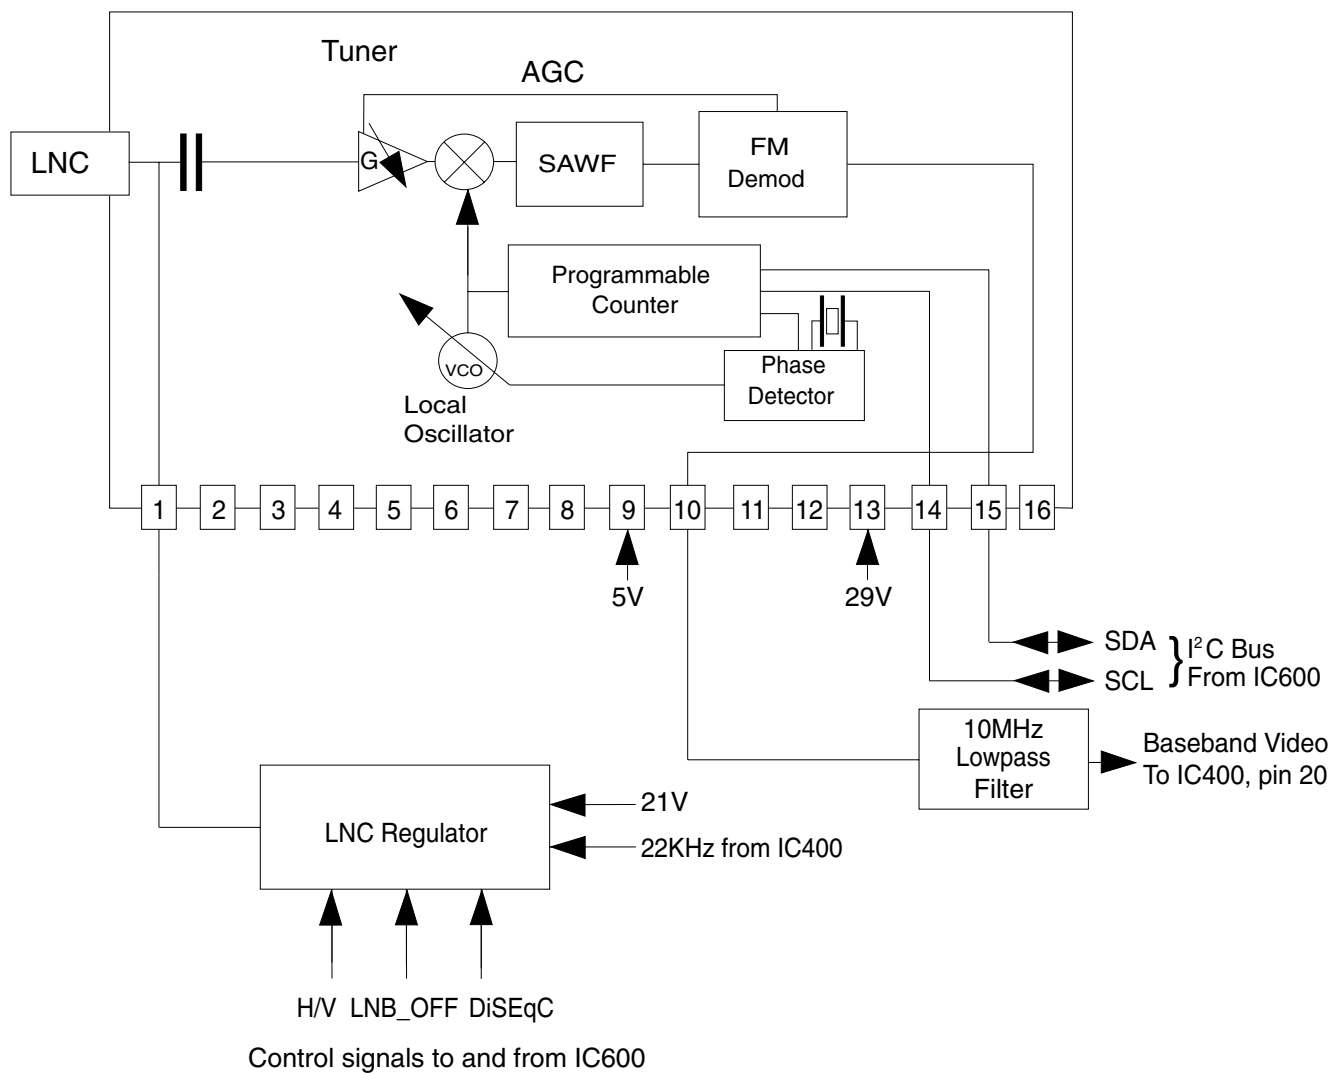 Tuner
AGC
LNC
G
SAWF
FM
Demod
Programmable
Counter
VCO
Phase
Detector
Local
Oscillator
1 2 3 4 5 6 7 8 9 10 11 12 13 14 15 16
5V
29V
SDA
SCL
} I²C Bus
From IC600
10MHz
Lowpass
Filter
Baseband Video
To IC400, pin 20
LNC Regulator
21V
22KHz from IC400
H/V LNB_OFF DiSEqC
Control signals to and from IC600